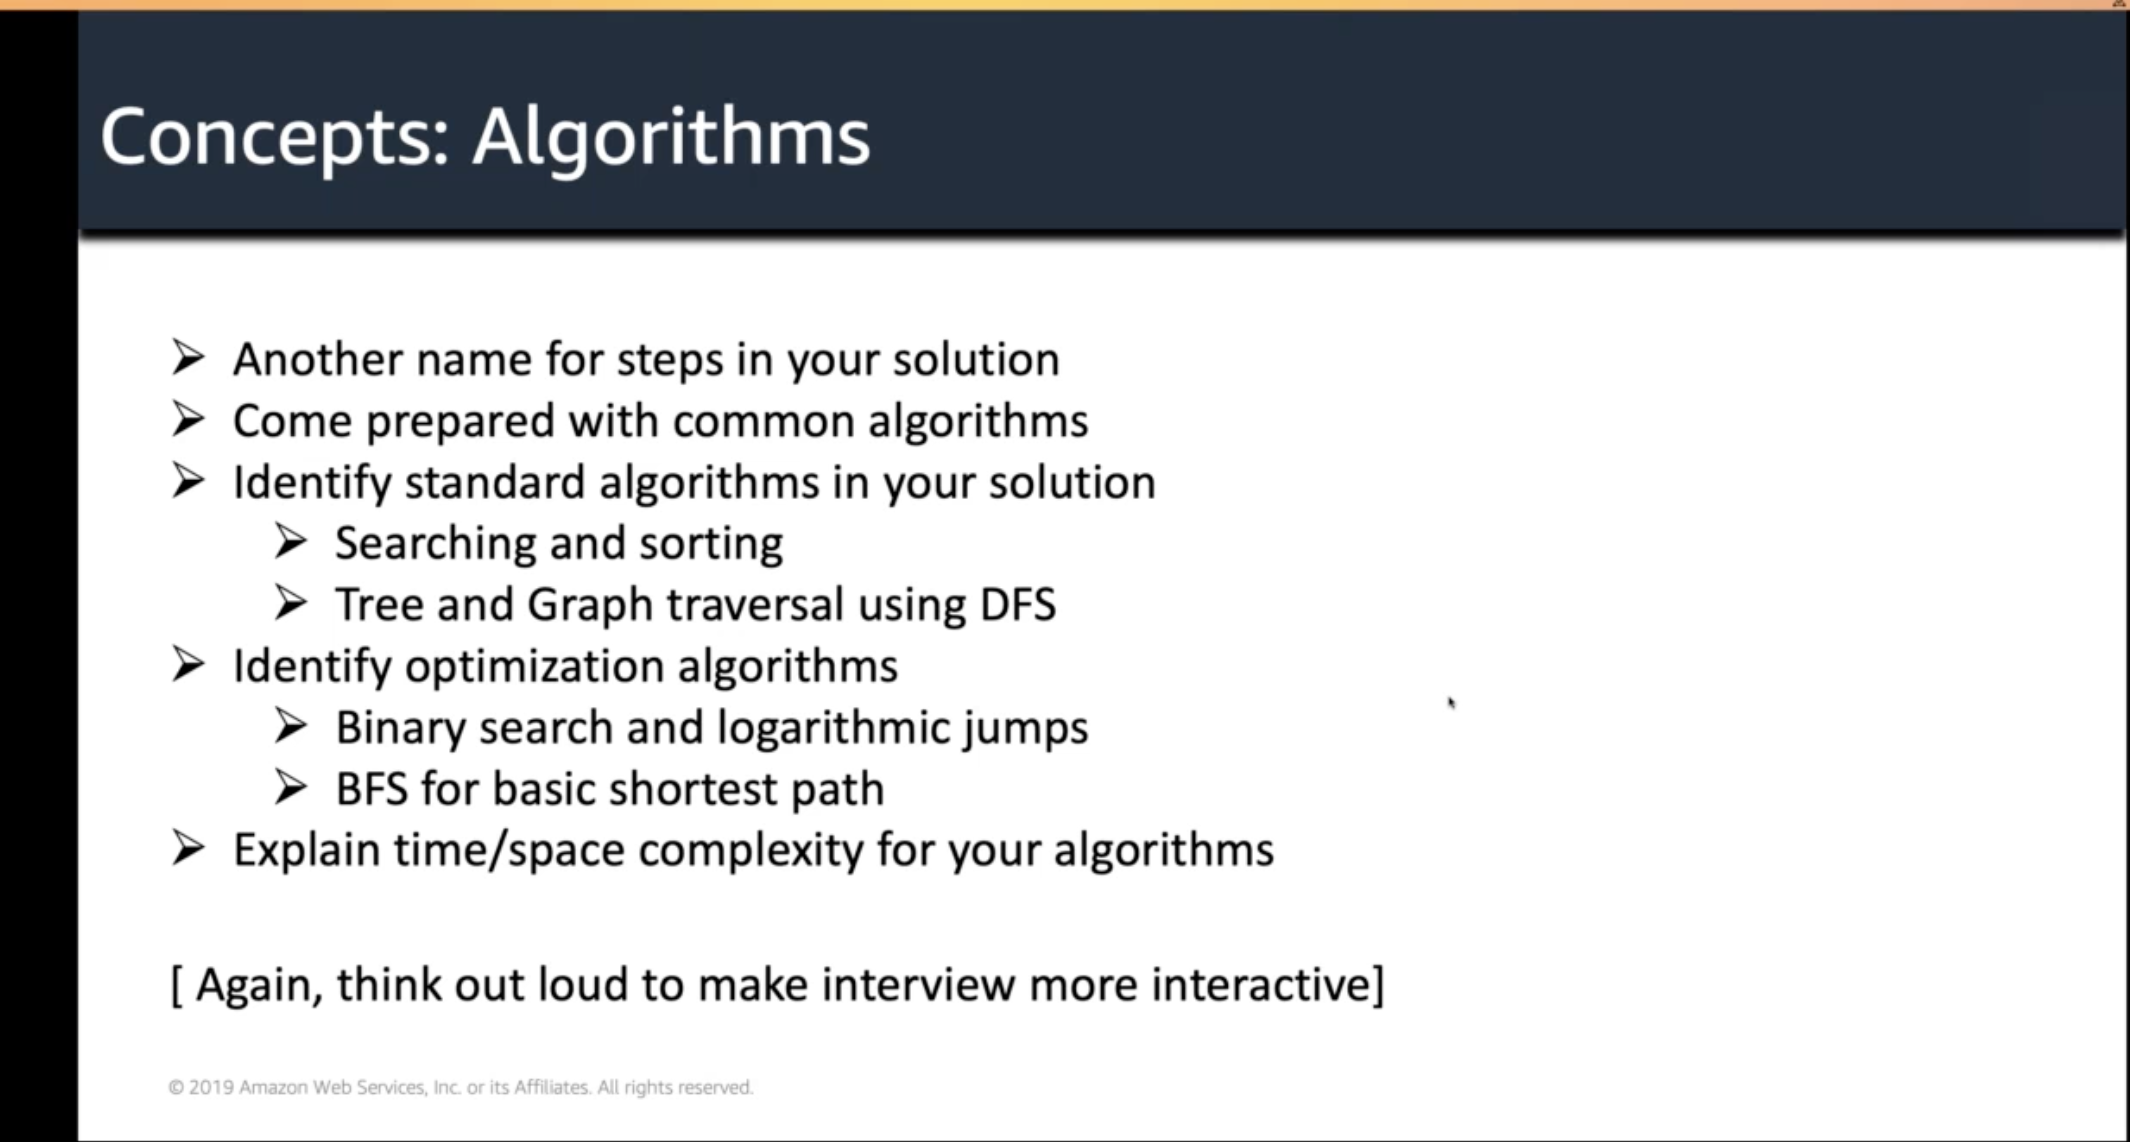 Concepts: Algorithms
➢ Another name for steps in your solution
➢ Come prepared with common algorithms
➢ Identify standard algorithms in your solution
➢ Searching and sorting
➢ Tree and Graph traversal using DFS
➢ Identify optimization algorithms
➢ Binary search and logarithmic jumps
➢ BFS for basic shortest path
➢ Explain time/space complexity for your algorithms
[ Again, think out loud to make interview more interactive]
© 2019 Amazon Web Services, Inc. or its Affiliates. All rights reserved.